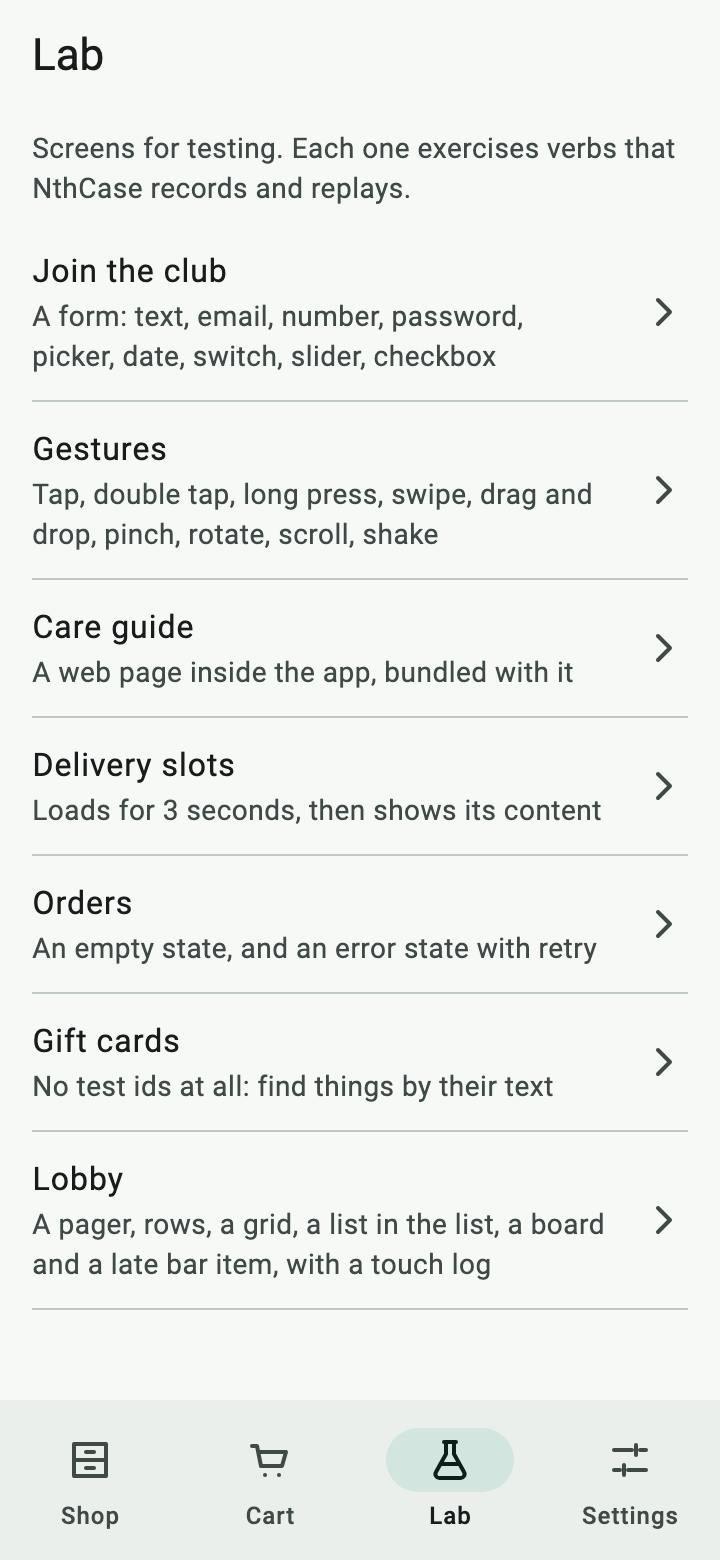 Lab
Screens for testing. Each one exercises verbs that
NthCase records and replays.
Join the club
A form: text, email, number, password,
picker, date, switch, slider, checkbox
Gestures
Tap, double tap, long press, swipe, drag and
drop, pinch, rotate, scroll, shake
Care guide
A web page inside the app, bundled with it
Delivery slots
Loads for 3 seconds, then shows its content
Orders
An empty state, and an error state with retry
Gift cards
No test ids at all: find things by their text
Lobby
A pager, rows, a grid, a list in the list, a board
and a late bar item, with a touch log
Shop
Cart
Lab
Settings